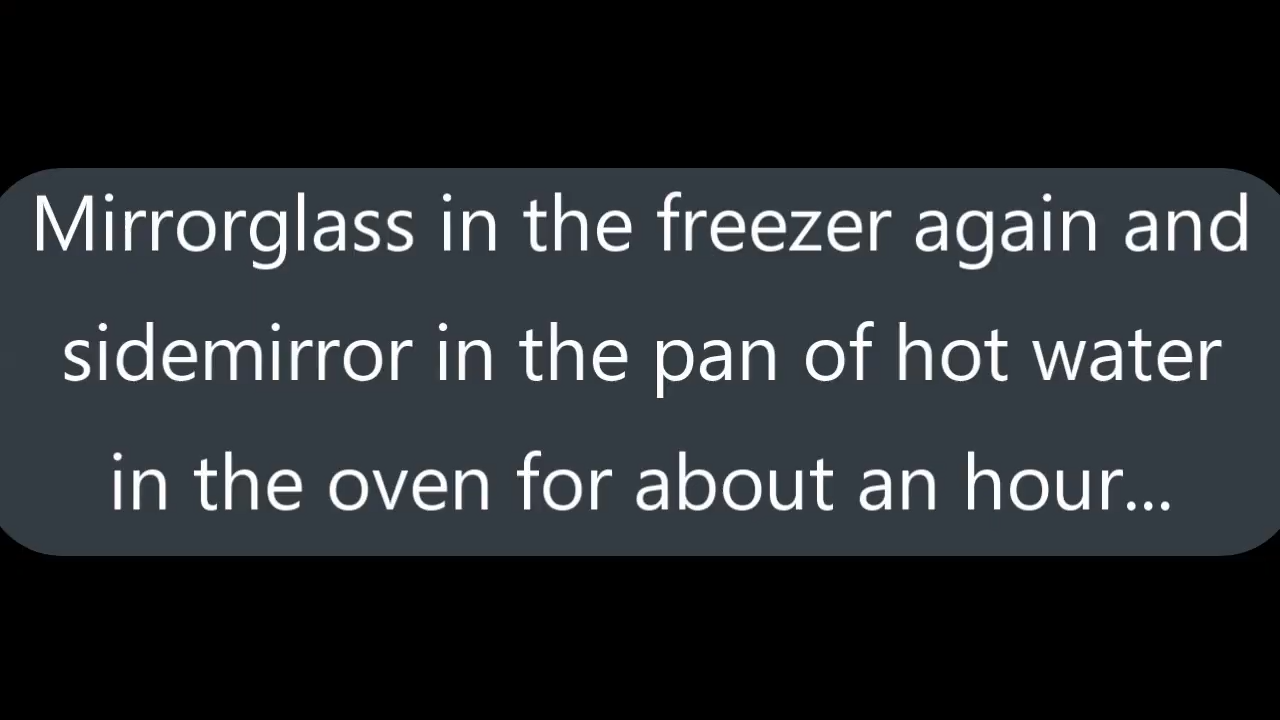 Mirrorglass in the freezer again and
sidemirror in the pan of hot water
in the oven for about an hour...